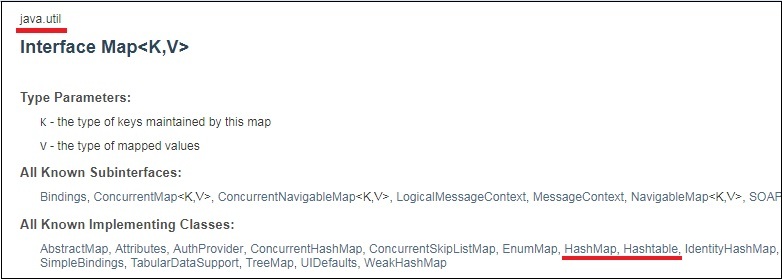 java.util
Interface Map<K,V>
Type Parameters:
K - the type of keys maintained by this map
V - the type of mapped values
All Known Subinterfaces:
Bindings, ConcurrentMap<K,V>, ConcurrentNavigableMap<K,V>, LogicalMessageContext, MessageContext, NavigableMap<K,V>, SOAP
All Known Implementing Classes:
AbstractMap, Attributes, AuthProvider, ConcurrentHashMap, ConcurrentSkipListMap, EnumMap, HashMap, Hashtable, IdentityHashMap,
SimpleBindings, TabularDataSupport, TreeMap, UIDefaults, WeakHashMap